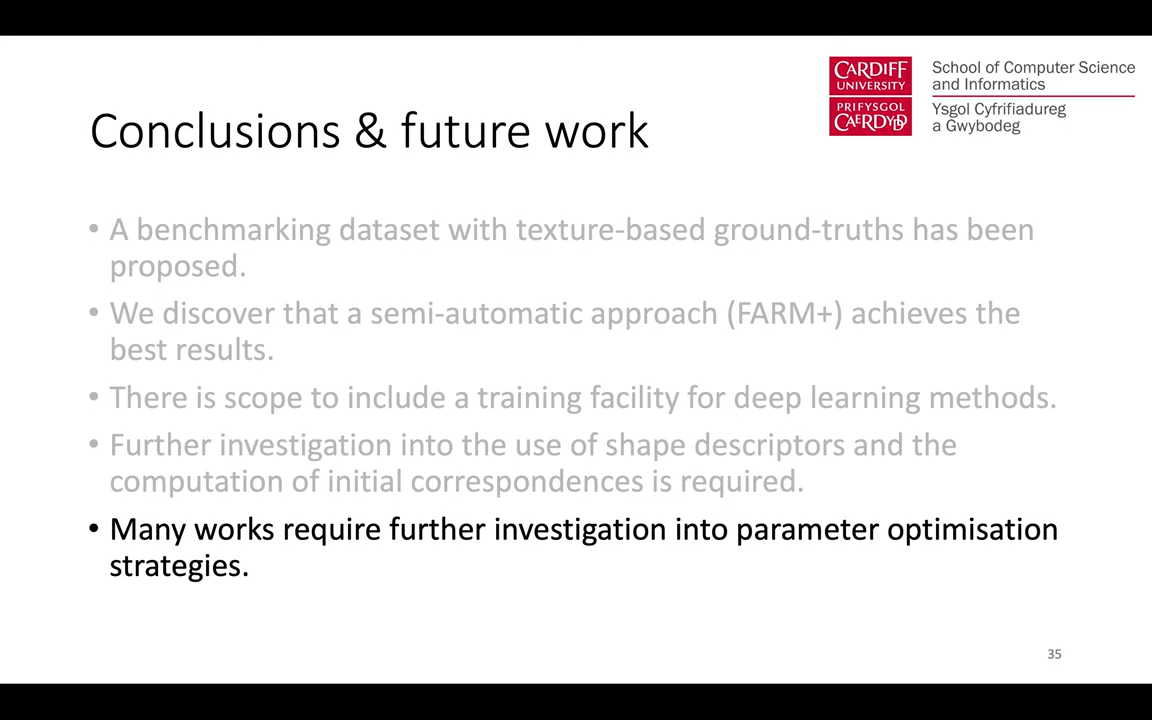 CARDIFF
UNIVERSITY
PRIFYSGOL
CAERDYDD
School of Computer Science
and Informatics
Ysgol Cyfrifiadureg
a Gwybodeg
Conclusions & future work
• A benchmarking dataset with texture-based ground-truths has been
proposed.
• We discover that a semi-automatic approach (FARM+) achieves the
best results.
• There is scope to include a training facility for deep learning methods.
• Further investigation into the use of shape descriptors and the
computation of initial correspondences is required.
• Many works require further investigation into parameter optimisation
strategies.
35